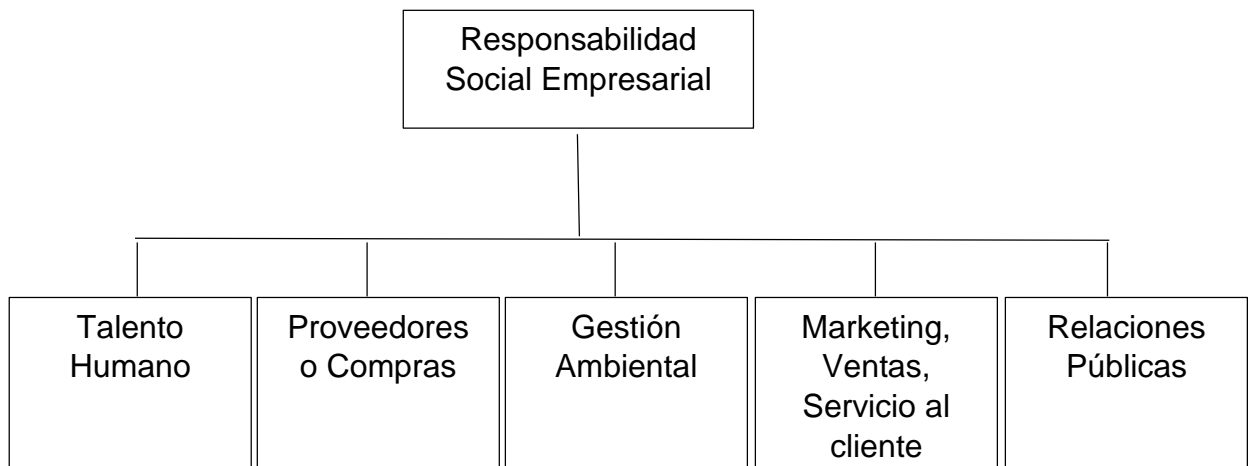 Responsabilidad
Social Empresarial
Talento
Humano
Proveedores
o Compras
Gestión
Ambiental
Marketing,
Ventas,
Servicio al
cliente
Relaciones
Públicas